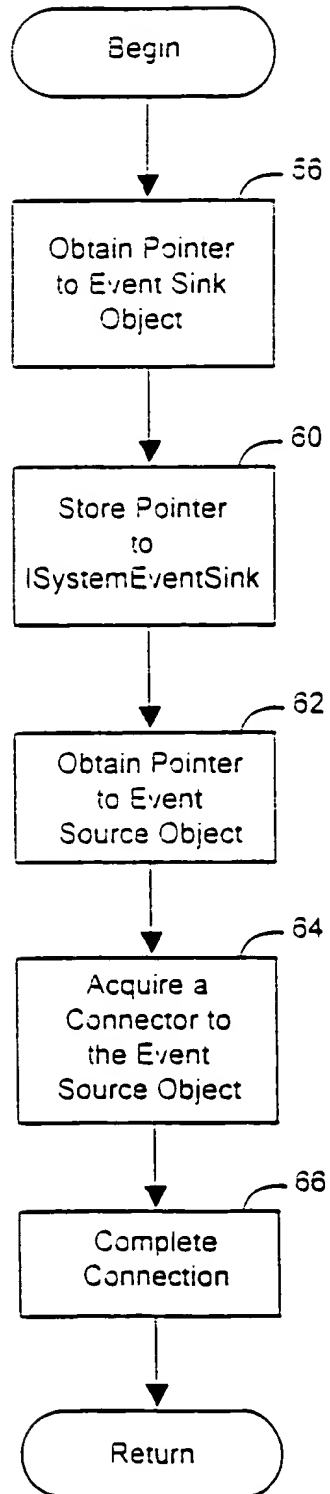 Begin
66
Obtain Pointer
to Event Sink
Object
60
Store Pointer
to
ISystemEventSink
62
Obtain Pointer
to Event
Source Object
64
Acquire a
Connector to
the Event
Source Object
66
Complete
Connection
Return